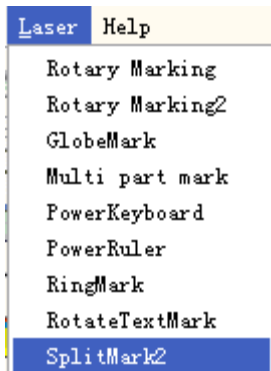 Laser Help
Rotary Marking
Rotary Marking2
GlobeMark
Multi part mark
PowerKeyboard
PowerRuler
RingMark
RotateTextMark
SplitMark2